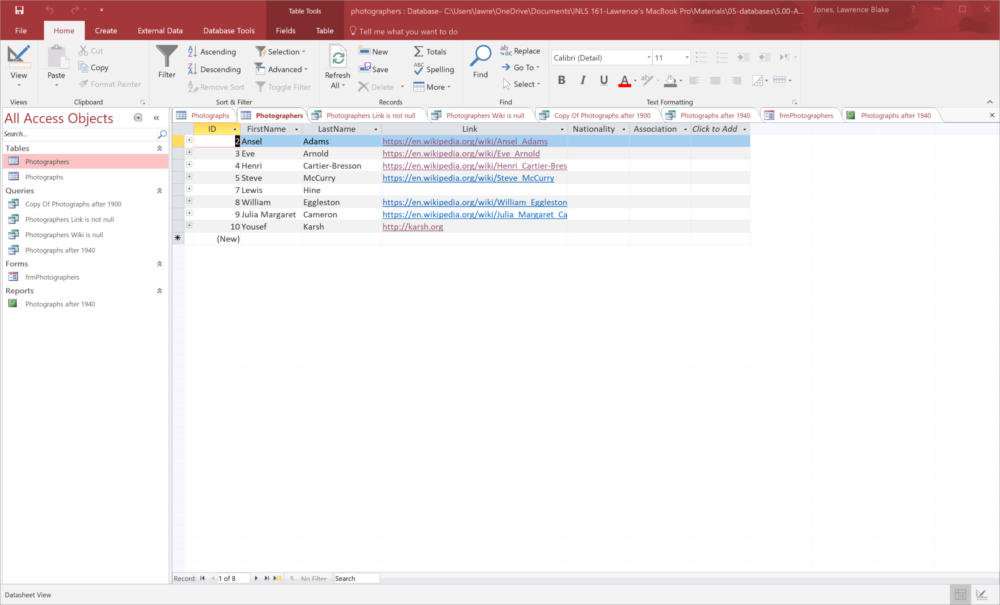 Table Tools
photographers : Database- C:\Users\lawre\OneDrive\Documents\INLS 161-Lawrence's MacBook Pro\Materials\05-databases\5.00-A...
Jones, Lawrence Blake
?
File
Home
Create
External Data
Database Tools
Fields
Table
Tell me what you want to do
View
Views
Paste
Cut
Copy
Format Painter
Clipboard
Filter
Ascending
Descending
Remove Sort
Selection
Advanced
Toggle Filter
Sort & Filter
Refresh
All
New
Save
Delete
Totals
Spelling
More
Records
Find
Replace
Go To
Select
Find
Calibri (Detail)
11
B I U A
Text Formatting
All Access Objects
Search...
Tables
Photographers
Photographs
Queries
Copy Of Photographs after 1900
Photographers Link is not null
Photographers Wiki is null
Photographs after 1940
Forms
frmPhotographers
Reports
Photographs after 1940
Photographs
Photographers
Photographers Link is not null
Photographers Wiki is null
Copy Of Photographs after 1900
Photographs after 1940
frmPhotographers
Photographs after 1940
ID FirstName LastName Link Nationality Association Click to Add
2 Ansel Adams https://en.wikipedia.org/wiki/Ansel_Adams
3 Eve Arnold https://en.wikipedia.org/wiki/Eve_Arnold
4 Henri Cartier-Bresson https://en.wikipedia.org/wiki/Henri_Cartier-Bres
5 Steve McCurry https://en.wikipedia.org/wiki/Steve_McCurry
7 Lewis Hine
8 William Eggleston https://en.wikipedia.org/wiki/William_Eggleston
9 Julia Margaret Cameron https://en.wikipedia.org/wiki/Julia_Margaret_Ca
10 Yousef Karsh http://karsh.org
(New)
Record: 1 of 8 No Filter Search
Datasheet View